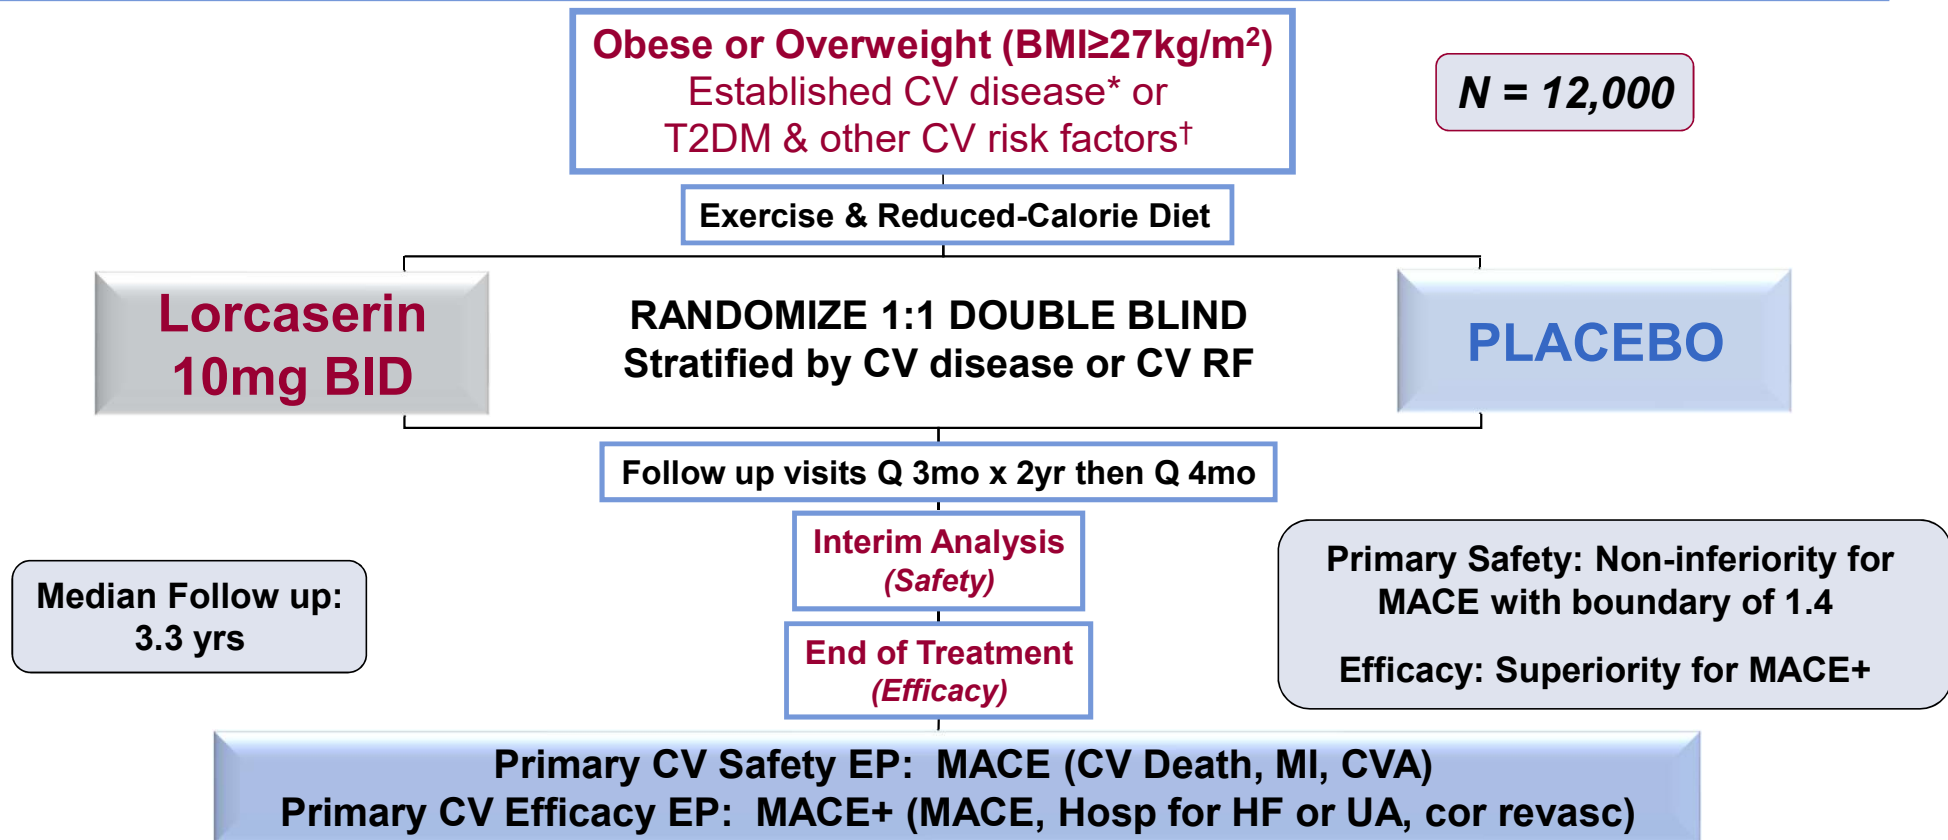 Obese or Overweight (BMI≥27kg/m²)
Established CV disease* or
T2DM & other CV risk factors†
N = 12,000
Exercise & Reduced-Calorie Diet
Lorcaserin
10mg BID
RANDOMIZE 1:1 DOUBLE BLIND
Stratified by CV disease or CV RF
PLACEBO
Follow up visits Q 3mo x 2yr then Q 4mo
Interim Analysis
(Safety)
Median Follow up:
3.3 yrs
End of Treatment
(Efficacy)
Primary Safety: Non-inferiority for
MACE with boundary of 1.4
Efficacy: Superiority for MACE+
Primary CV Safety EP: MACE (CV Death, MI, CVA)
Primary CV Efficacy EP: MACE+ (MACE, Hosp for HF or UA, cor revasc)